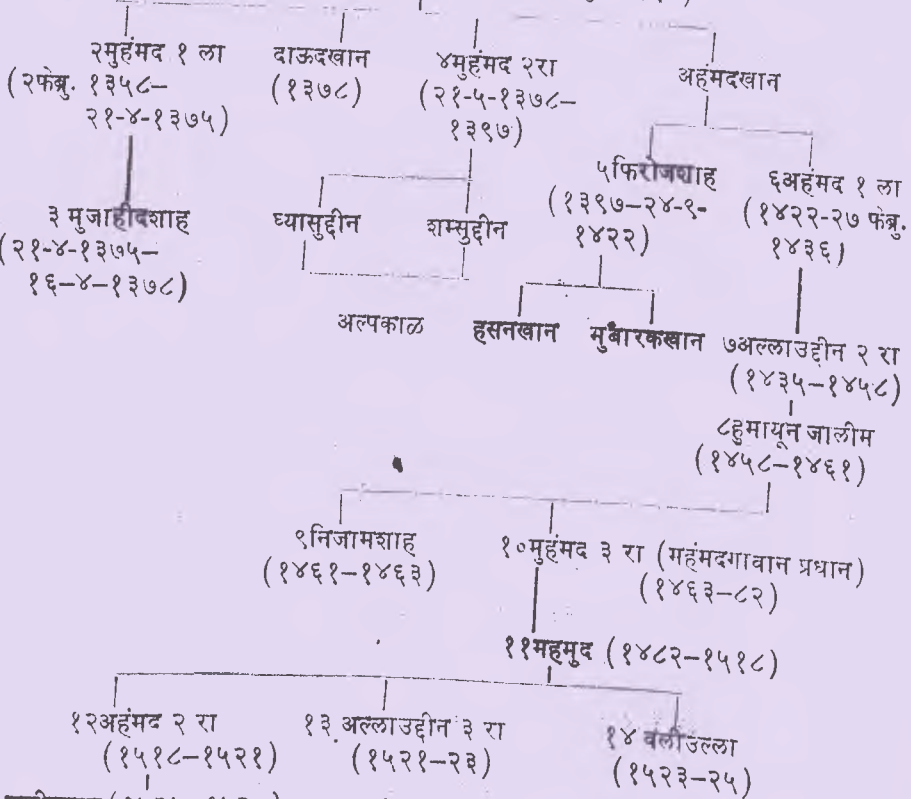 २मुहंमद १ ला
(२फेब्रु. १३५८–
२१-४-१३७५)
दाऊदखान
(१३७८)
४मुहंमद २रा
(२१-५-१३७८–
१३९७)
अहंमदखान
३ मुजाहीदशाह
(२१-४-१३७५–
१६–४–१३७८)
घ्यासुद्दीन
शम्सुद्दीन
५फिरोजशाह
(१३९७–२४-९-
१४२२)
६अहंमद १ ला
(१४२२-२७ फेब्रु.
१४३६)
अल्पकाळ
हसनखान
मुबारकखान
७अल्लाउद्दीन २ रा
(१४३५–१४५८)
८हुमायून जालीम
(१४५८–१४६१)
९निजामशाह
(१४६१–१४६३)
१०मुहंमद ३ रा (महंमदगावान प्रधान)
(१४६३–८२)
११महमुद (१४८२–१५१८)
१२अहंमद २ रा
(१५१८–१५२१)
१३ अल्लाउद्दीन ३ रा
(१५२१–२३)
१४ वलीउल्ला
(१५२३–२५)